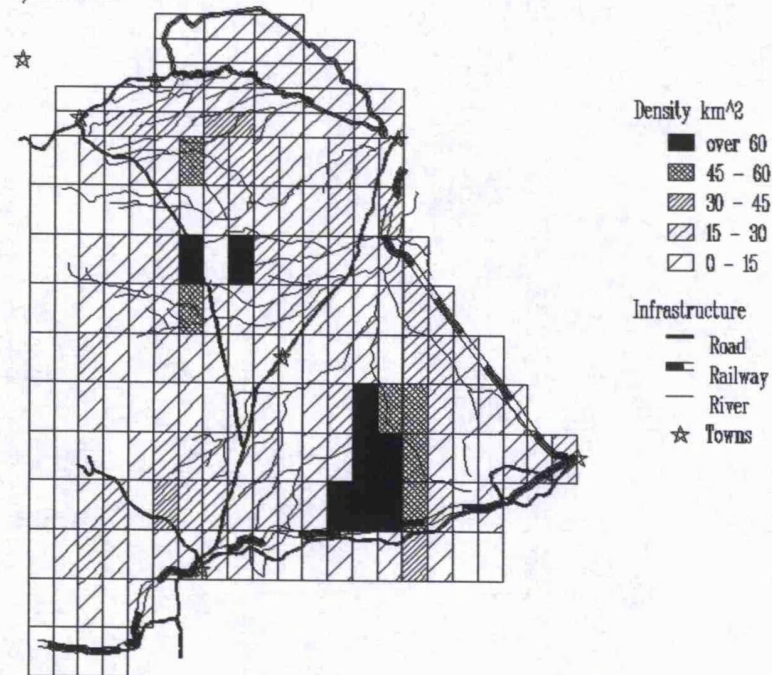 Density km^2
over 60
45 - 60
30 - 45
15 - 30
0 - 15
Infrastructure
Road
Railway
River
Towns